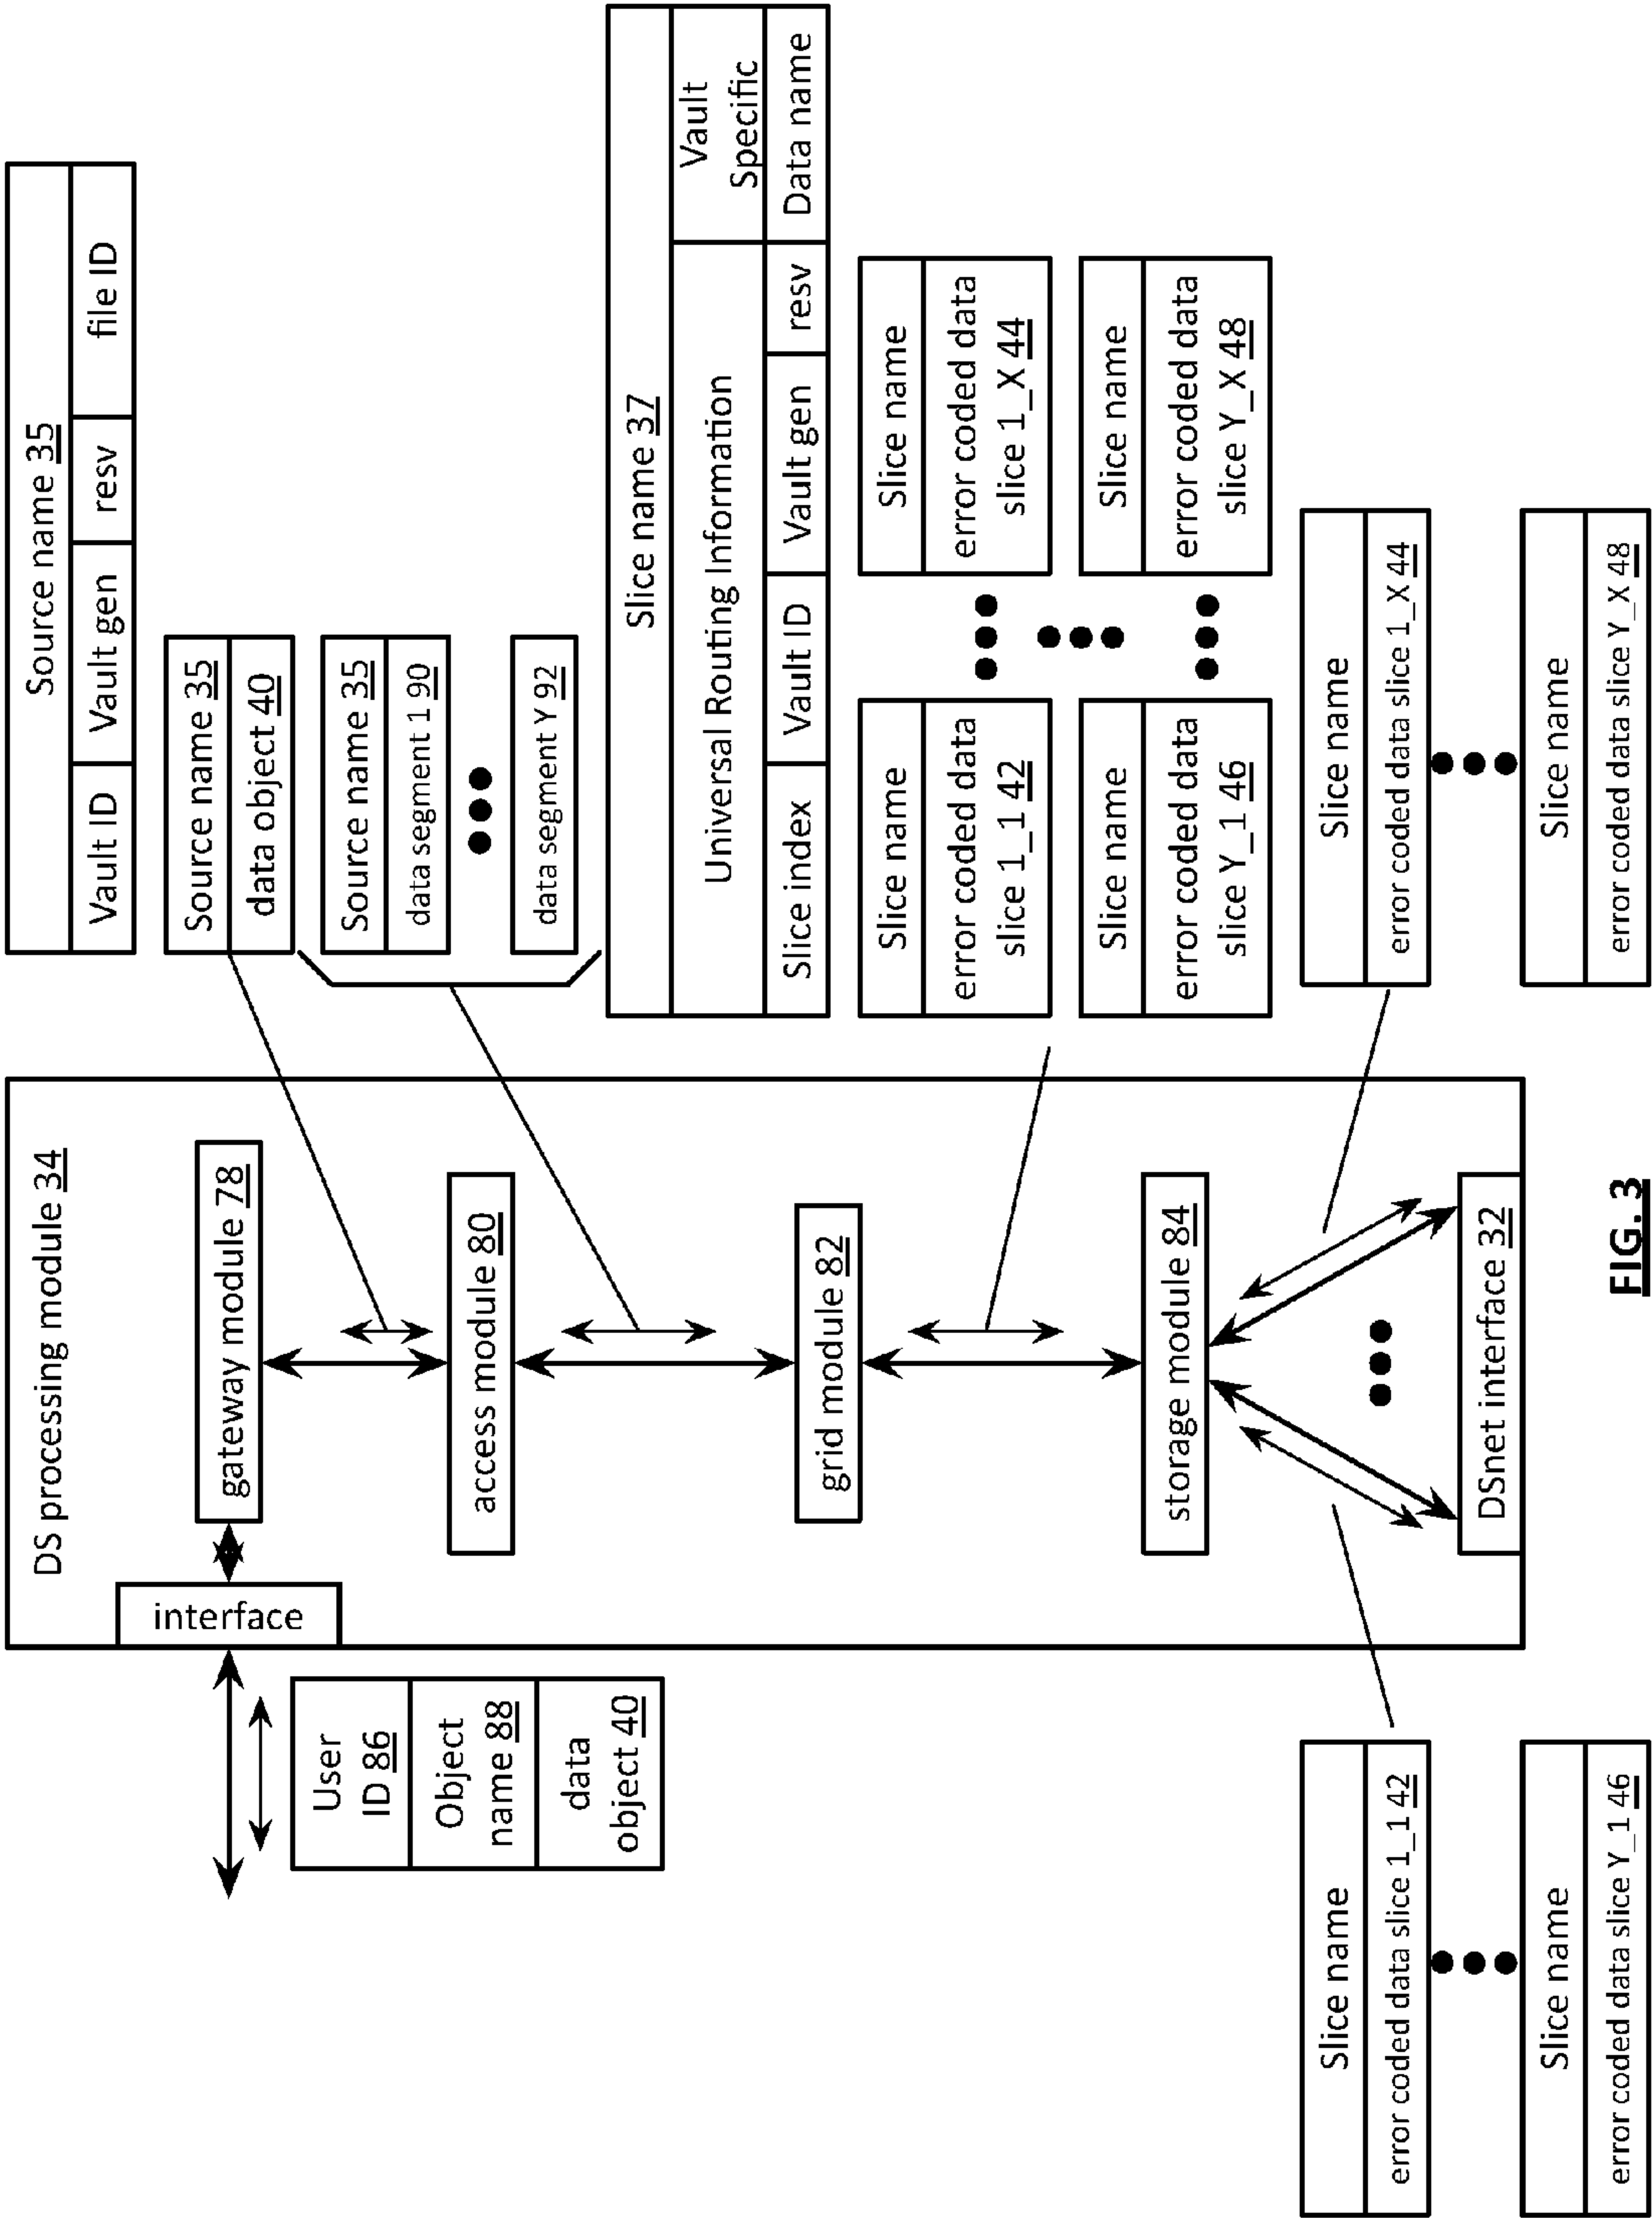 DS processing module 34
interface
gateway module 78
access module 80
grid module 82
storage module 84
DSnet interface 32
User
ID 86
Object
name 88
data
object 40
Source name 35
Vault ID
Vault gen
resv
file ID
Source name 35
data object 40
Source name 35
data segment 1 90
data segment Y 92
Slice name 37
Universal Routing Information
Vault
Specific
Slice index
Vault ID
Vault gen
resv
Data name
Slice name
error coded data
slice 1_1 42
Slice name
error coded data
slice 1_X 44
Slice name
error coded data
slice Y_1 46
Slice name
error coded data
slice Y_X 48
Slice name
error coded data slice 1_1 42
Slice name
error coded data slice Y_1 46
Slice name
error coded data slice 1_X 44
Slice name
error coded data slice Y_X 48
FIG. 3